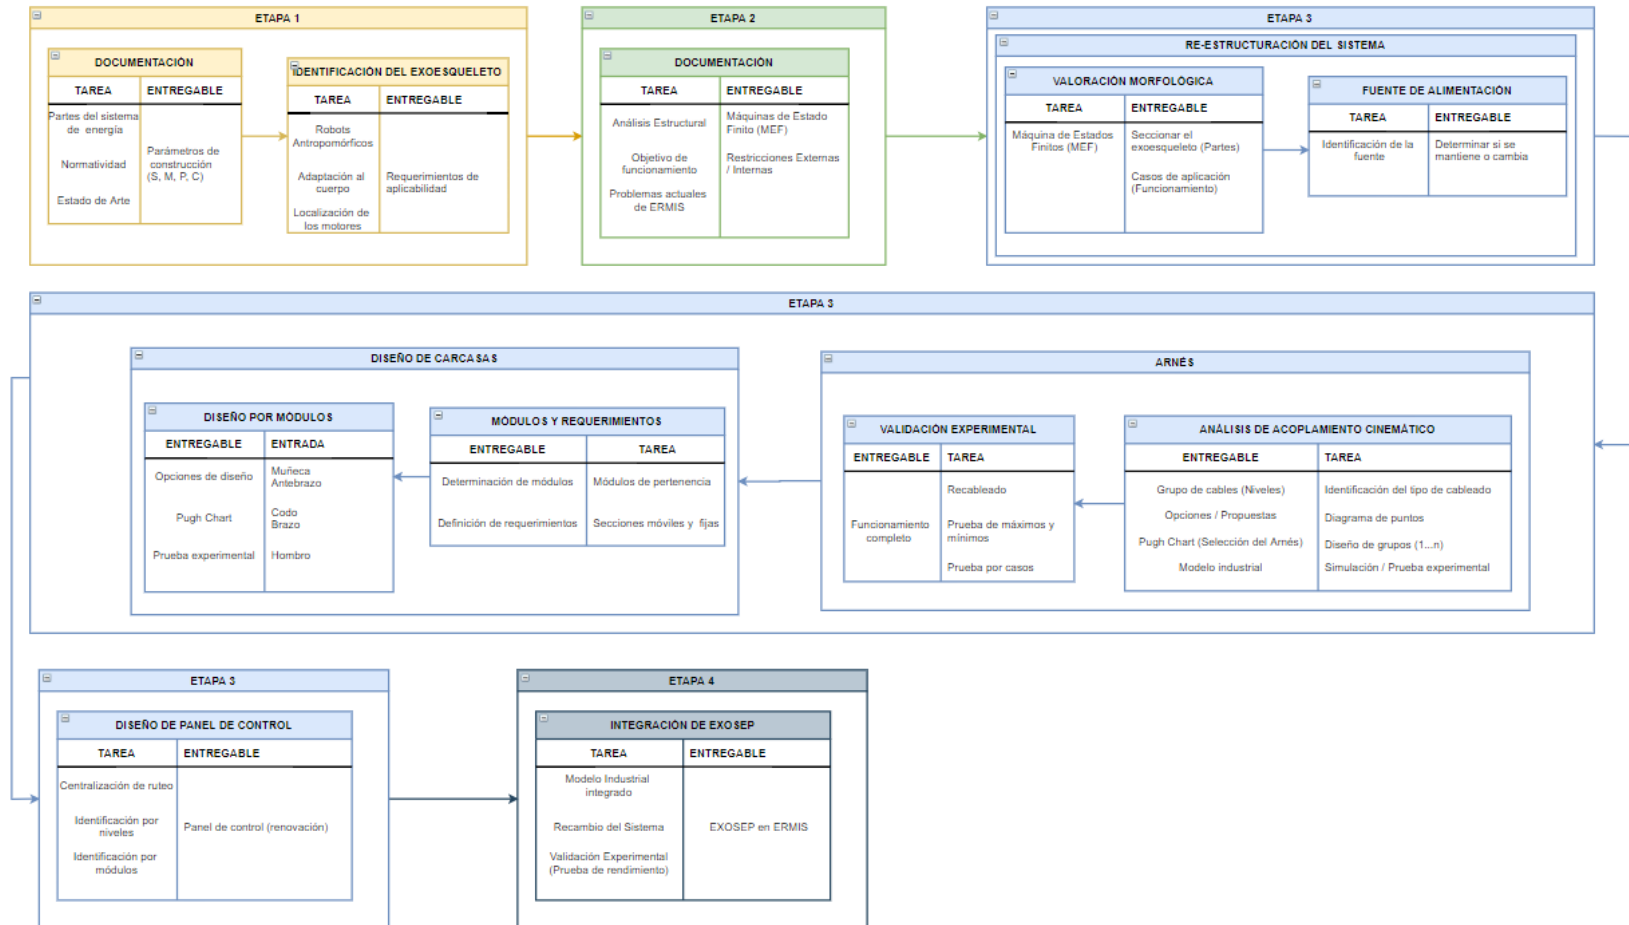 ETAPA 1
DOCUMENTACIÓN
TAREA ENTREGABLE
Partes del sistema
de energía
Normatividad
Estado de Arte
Parámetros de
construcción
(S, M, P, C)
IDENTIFICACIÓN DEL EXOESQUELETO
TAREA ENTREGABLE
Robots
Antropomórficos
Adaptación al
cuerpo
Localización de
los motores
Requerimientos de
aplicabilidad
ETAPA 2
DOCUMENTACIÓN
TAREA ENTREGABLE
Análisis Estructural
Objetivo de
funcionamiento
Problemas actuales
de ERMIS
Máquinas de Estado
Finito (MEF)
Restricciones Externas
/ Internas
ETAPA 3
RE-ESTRUCTURACIÓN DEL SISTEMA
VALORACIÓN MORFOLÓGICA
TAREA ENTREGABLE
Máquina de Estados
Finitos (MEF)
Seccionar el
exoesqueleto (Partes)
Casos de aplicación
(Funcionamiento)
FUENTE DE ALIMENTACIÓN
TAREA ENTREGABLE
Identificación de la
fuente
Determinar si se
mantiene o cambia
ETAPA 3
DISEÑO DE CARCASAS
DISEÑO POR MÓDULOS
ENTREGABLE ENTRADA
Opciones de diseño
Pugh Chart
Prueba experimental
Muñeca
Antebrazo
Codo
Brazo
Hombro
MÓDULOS Y REQUERIMIENTOS
ENTREGABLE TAREA
Determinación de módulos
Definición de requerimientos
Módulos de pertenencia
Secciones móviles y fijas
ARNÉS
VALIDACIÓN EXPERIMENTAL
ENTREGABLE TAREA
Funcionamiento
completo
Recableado
Prueba de máximos y
mínimos
Prueba por casos
ANÁLISIS DE ACOPLAMIENTO CINEMÁTICO
ENTREGABLE TAREA
Grupo de cables (Niveles)
Opciones / Propuestas
Pugh Chart (Selección del Arnés)
Modelo industrial
Identificación del tipo de cableado
Diagrama de puntos
Diseño de grupos (1...n)
Simulación / Prueba experimental
ETAPA 3
DISEÑO DE PANEL DE CONTROL
TAREA ENTREGABLE
Centralización de ruteo
Identificación por
niveles
Identificación por
módulos
Panel de control (renovación)
ETAPA 4
INTEGRACIÓN DE EXOSEP
TAREA ENTREGABLE
Modelo Industrial
integrado
Recambio del Sistema
Validación Experimental
(Prueba de rendimiento)
EXOSEP en ERMIS